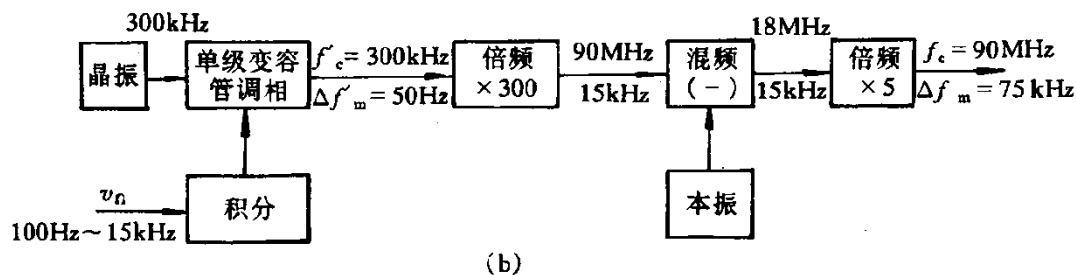 300kHz
晶振
单级变容
管调相
f′c = 300kHz
Δf′m = 50Hz
倍频
×300
90MHz
15kHz
混频
(-)
18MHz
15kHz
倍频
×5
fc = 90MHz
Δf m = 75 kHz
vΩ
100Hz～15kHz
积分
本振
(b)